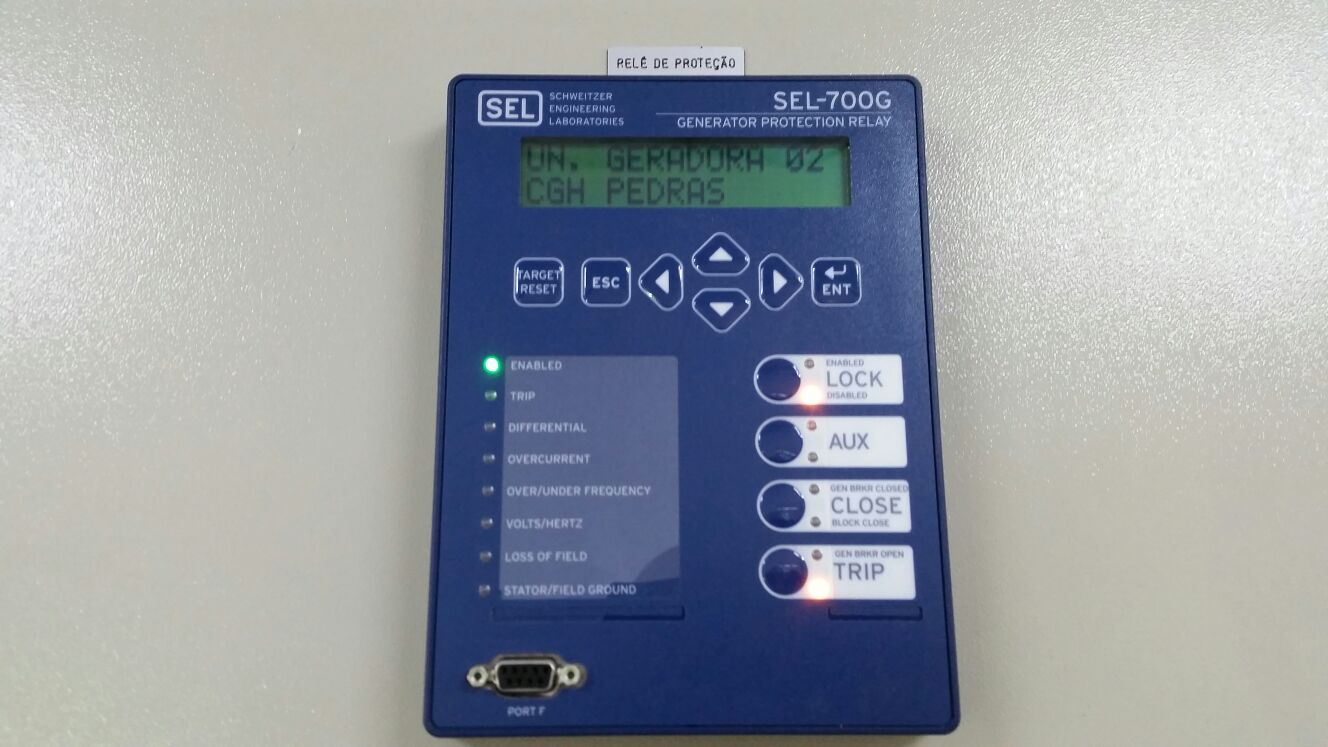 RELÉ DE PROTEÇÃO
SEL
SCHWEITZER
ENGINEERING
LABORATORIES
SEL-700G
GENERATOR PROTECTION RELAY
UN. GERADORA 02
CGH PEDRAS
TARGET
RESET
ESC
ENT
ENABLED
TRIP
DIFFERENTIAL
OVERCURRENT
OVER/UNDER FREQUENCY
VOLTS/HERTZ
LOSS OF FIELD
STATOR/FIELD GROUND
ENABLED
LOCK
DISABLED
AUX
GEN BRKR CLOSED
CLOSE
BLOCK CLOSE
GEN BRKR OPEN
TRIP
PORT F